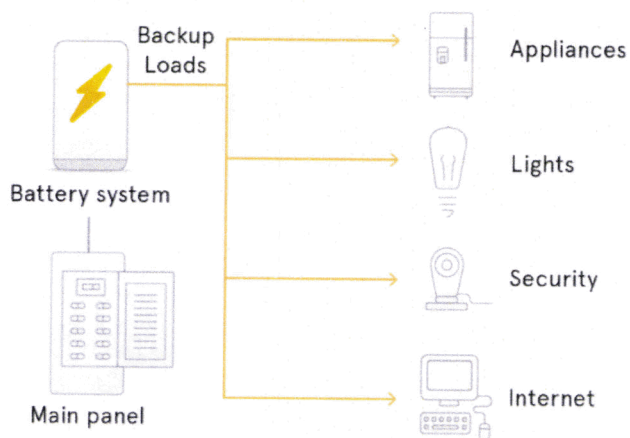 Backup
Loads
Appliances
Battery system
Lights
Security
Main panel
Internet